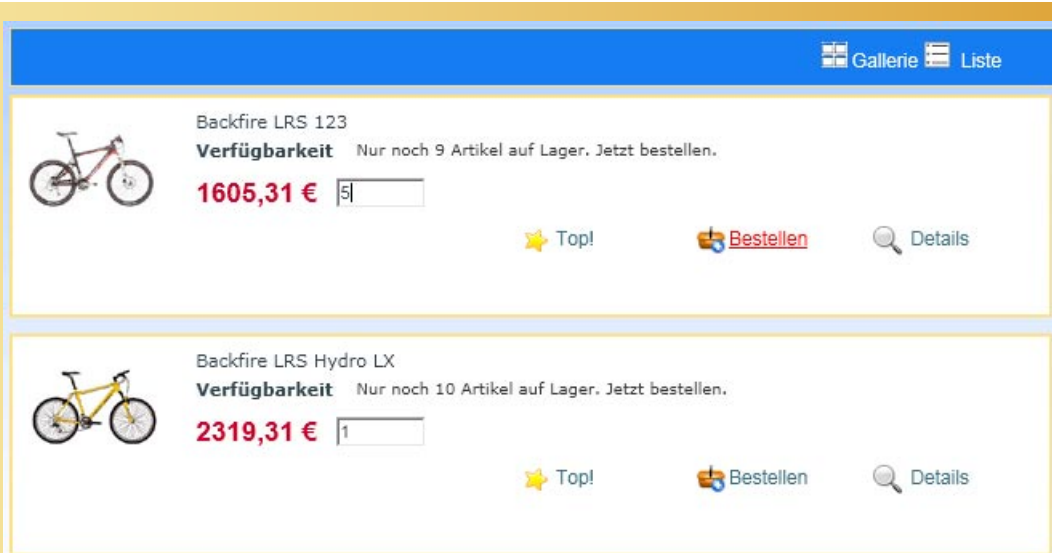 Gallerie Liste
Backfire LRS 123
Verfügbarkeit Nur noch 9 Artikel auf Lager. Jetzt bestellen.
1605,31 € 5
Top! Bestellen Details
Backfire LRS Hydro LX
Verfügbarkeit Nur noch 10 Artikel auf Lager. Jetzt bestellen.
2319,31 € 1
Top! Bestellen Details